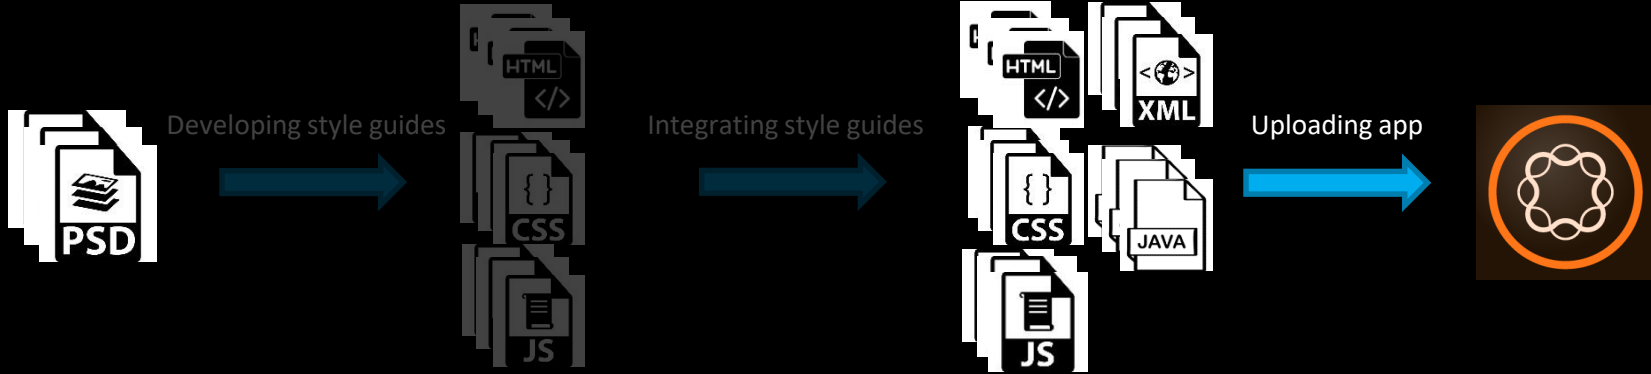 PSD
Developing style guides
HTML
</>
{ }
CSS
JS
Integrating style guides
HTML
</>
< >
XML
{ }
CSS
JAVA
JS
Uploading app